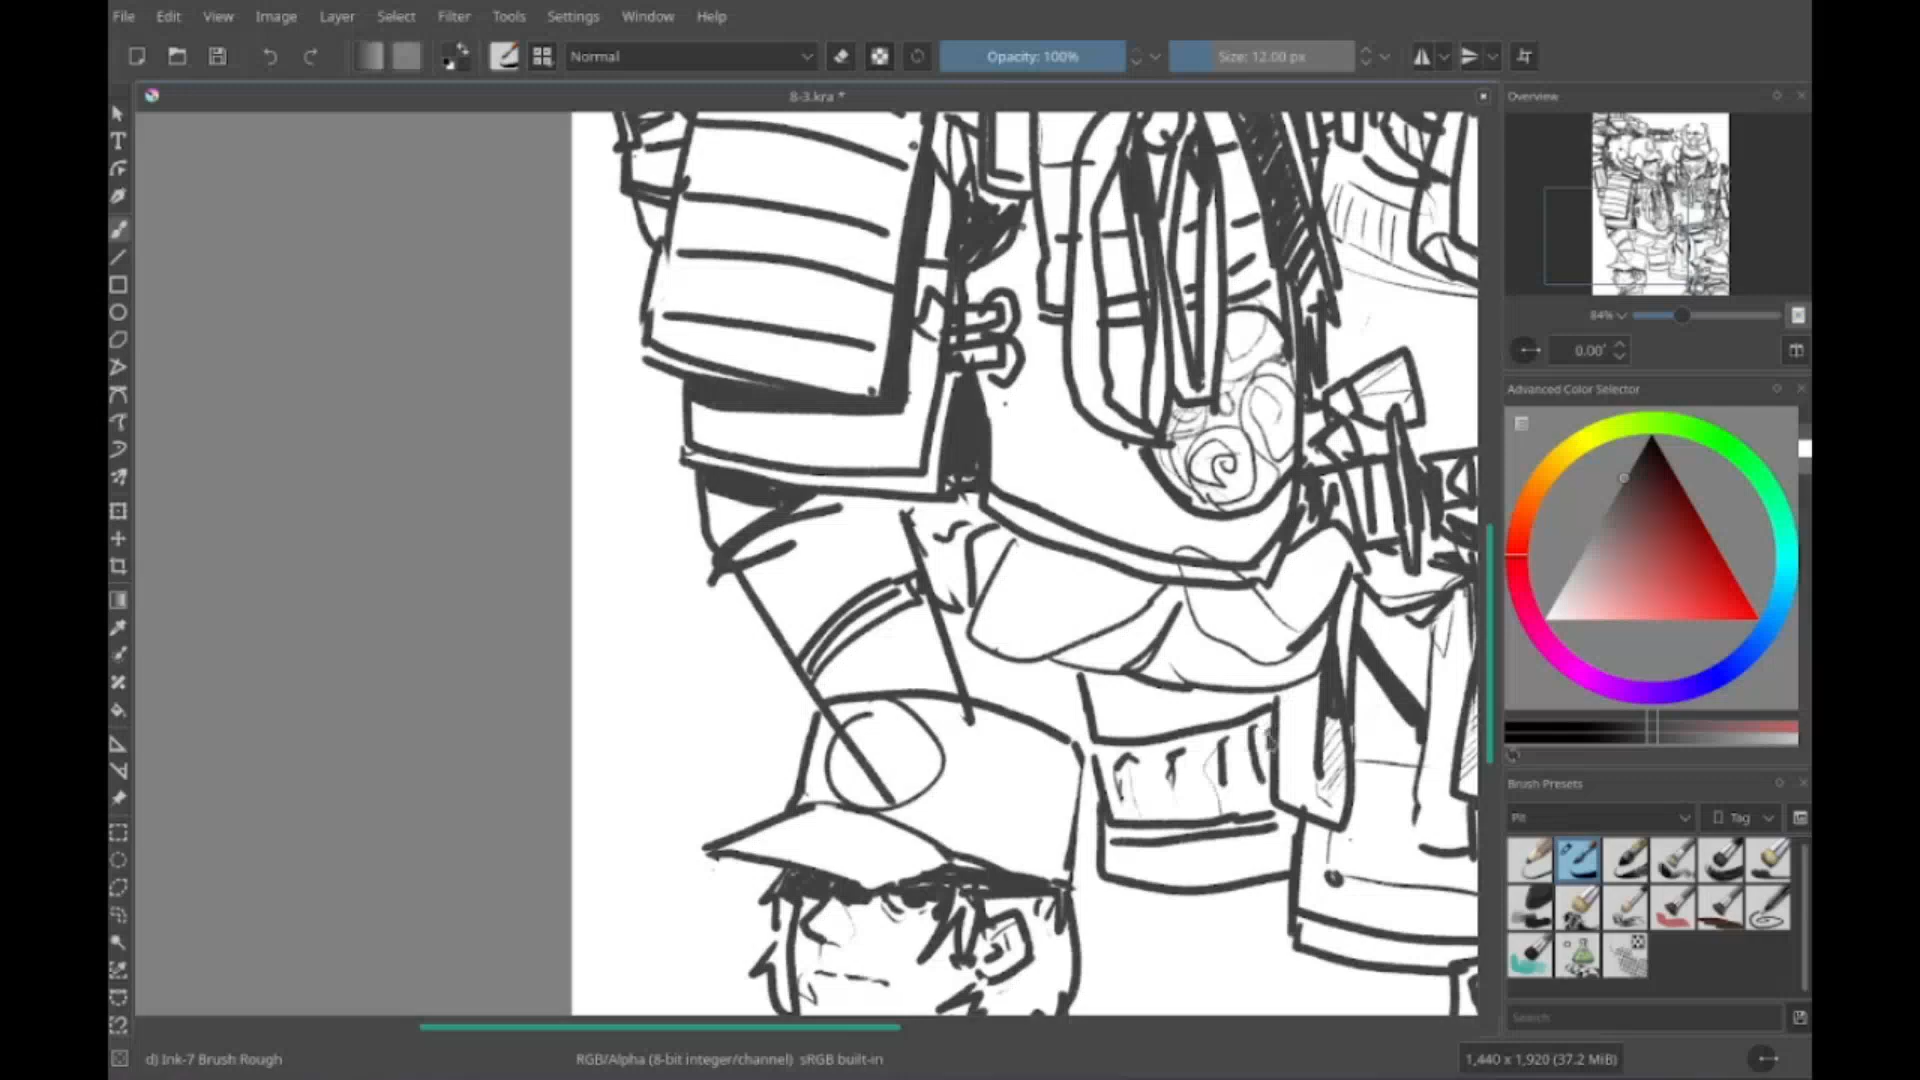 File Edit View Image Layer Select Filter Tools Settings Window Help
Normal
Opacity: 100%
Size: 12.00 px
8-3.kra *
Overview
84%
0.00°
Advanced Color Selector
Brush Presets
Tag
Search
d) Ink-7 Brush Rough
RGB/Alpha (8-bit integer/channel) sRGB built-in
1,440 x 1,920 (37.2 MiB)